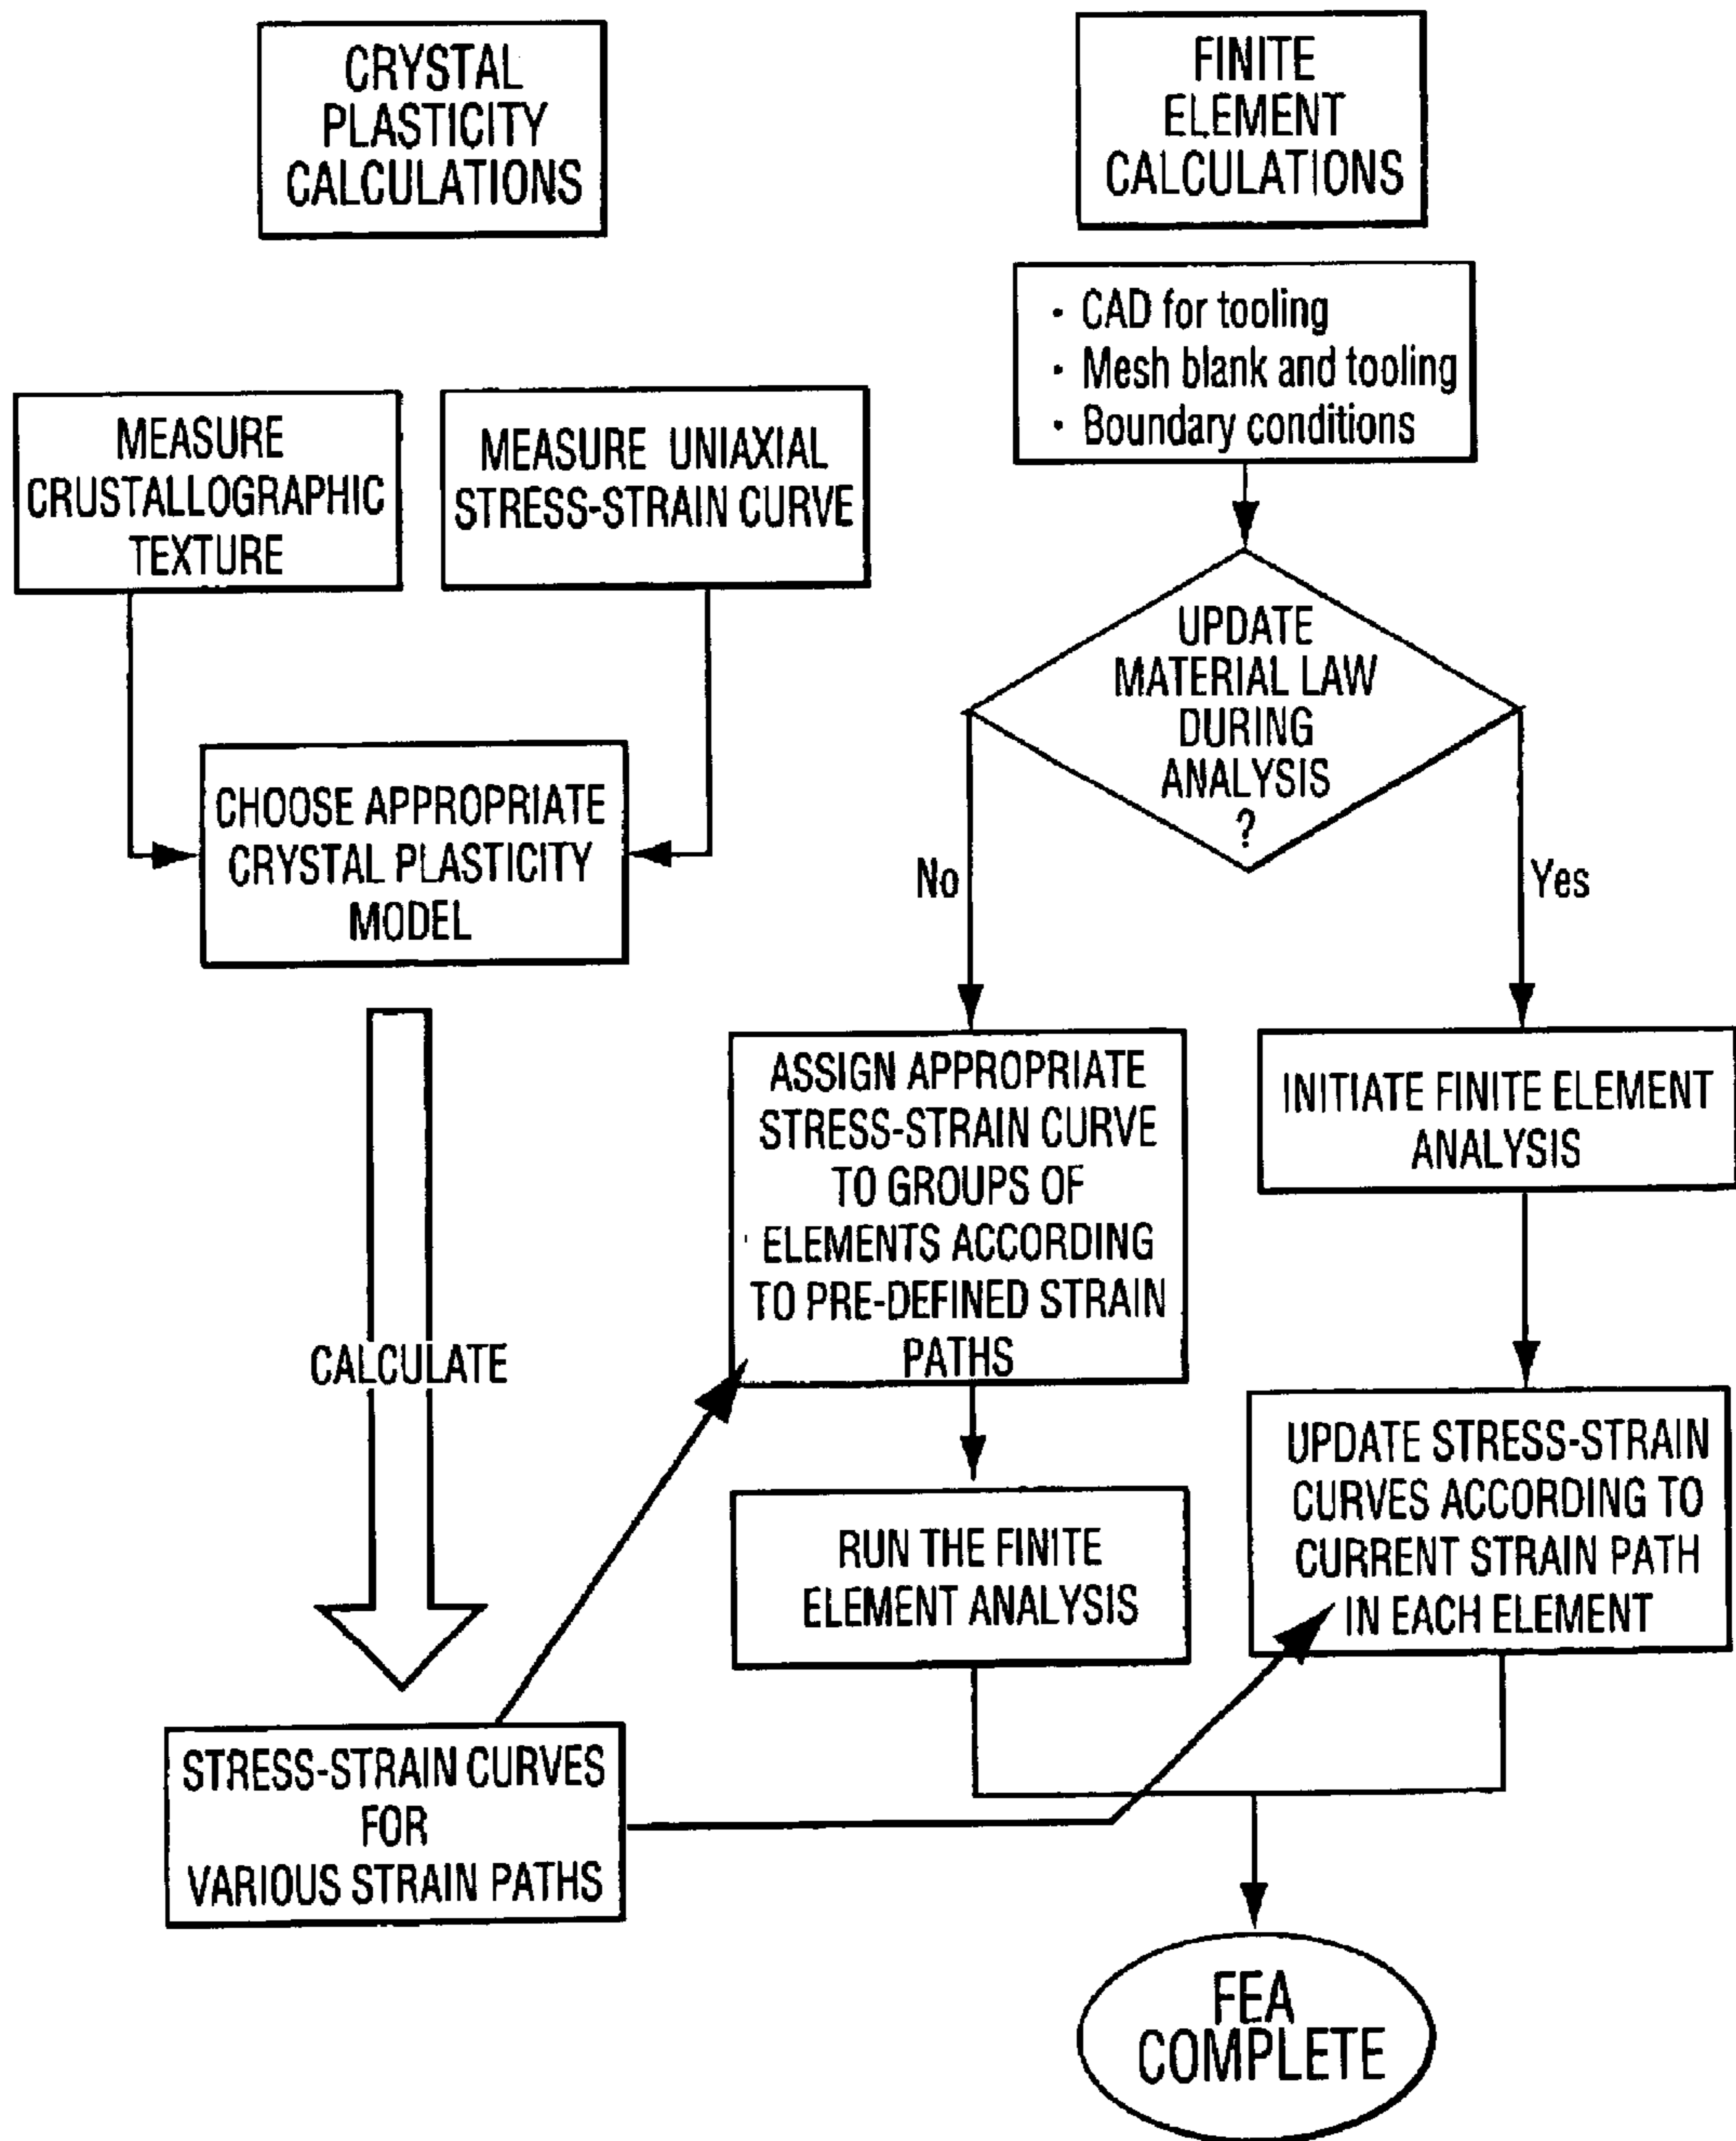 CRYSTAL
PLASTICITY
CALCULATIONS
FINITE
ELEMENT
CALCULATIONS
· CAD for tooling
· Mesh blank and tooling
· Boundary conditions
MEASURE
CRUSTALLOGRAPHIC
TEXTURE
MEASURE UNIAXIAL
STRESS-STRAIN CURVE
UPDATE
MATERIAL LAW
DURING
ANALYSIS
?
CHOOSE APPROPRIATE
CRYSTAL PLASTICITY
MODEL
No
Yes
ASSIGN APPROPRIATE
STRESS-STRAIN CURVE
TO GROUPS OF
ELEMENTS ACCORDING
TO PRE-DEFINED STRAIN
PATHS
INITIATE FINITE ELEMENT
ANALYSIS
CALCULATE
RUN THE FINITE
ELEMENT ANALYSIS
UPDATE STRESS-STRAIN
CURVES ACCORDING TO
CURRENT STRAIN PATH
IN EACH ELEMENT
STRESS-STRAIN CURVES
FOR
VARIOUS STRAIN PATHS
FEA
COMPLETE